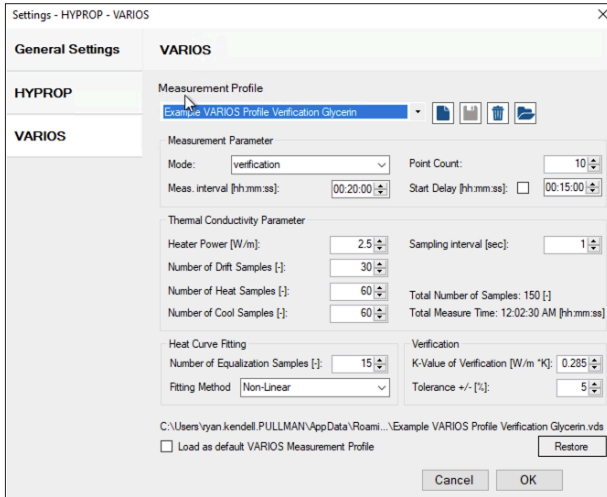 Settings - HYPROP - VARIOS
General Settings
VARIOS
HYPROP
VARIOS
Measurement Profile
Example VARIOS Profile Verification Glycerin
Measurement Parameter
Mode: verification
Point Count: 10
Meas. interval [hh:mm:ss]: 00:20:00
Start Delay [hh:mm:ss]: 00:15:00
Thermal Conductivity Parameter
Heater Power [W/m]: 2.5
Sampling interval [sec]: 1
Number of Drift Samples [-]: 30
Number of Heat Samples [-]: 60
Total Number of Samples: 150 [-]
Number of Cool Samples [-]: 60
Total Measure Time: 12:02:30 AM [hh:mm:ss]
Heat Curve Fitting
Number of Equalization Samples [-]: 15
Fitting Method Non-Linear
Verification
K-Value of Verification [W/m *K]: 0.285
Tolerance +/- [%]: 5
C:\Users\ryan.kendell.PULLMAN\AppData\Roami...\Example VARIOS Profile Verification Glycerin.vds
Load as default VARIOS Measurement Profile
Restore
Cancel
OK